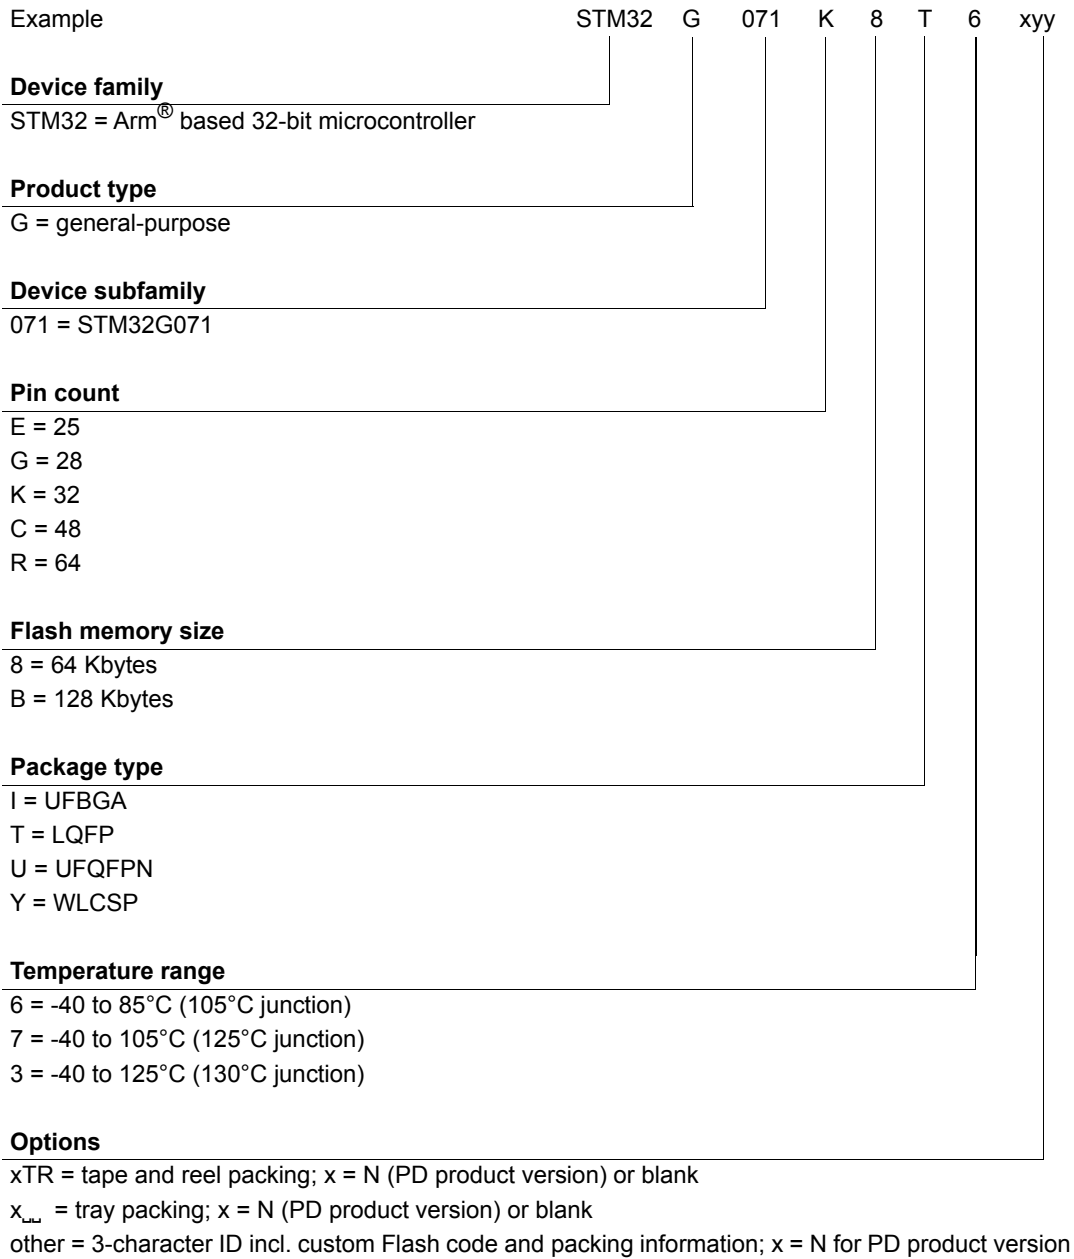 Example STM32 G 071 K 8 T 6 xyy
Device family
STM32 = Arm® based 32-bit microcontroller
Product type
G = general-purpose
Device subfamily
071 = STM32G071
Pin count
E = 25
G = 28
K = 32
C = 48
R = 64
Flash memory size
8 = 64 Kbytes
B = 128 Kbytes
Package type
I = UFBGA
T = LQFP
U = UFQFPN
Y = WLCSP
Temperature range
6 = -40 to 85°C (105°C junction)
7 = -40 to 105°C (125°C junction)
3 = -40 to 125°C (130°C junction)
Options
xTR = tape and reel packing; x = N (PD product version) or blank
x␣␣ = tray packing; x = N (PD product version) or blank
other = 3-character ID incl. custom Flash code and packing information; x = N for PD product version